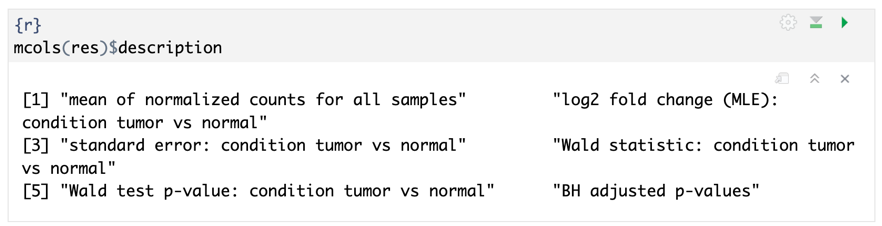 {r}
mcols(res)$description
[1] "mean of normalized counts for all samples" "log2 fold change (MLE):
condition tumor vs normal"
[3] "standard error: condition tumor vs normal" "Wald statistic: condition tumor
vs normal"
[5] "Wald test p-value: condition tumor vs normal" "BH adjusted p-values"